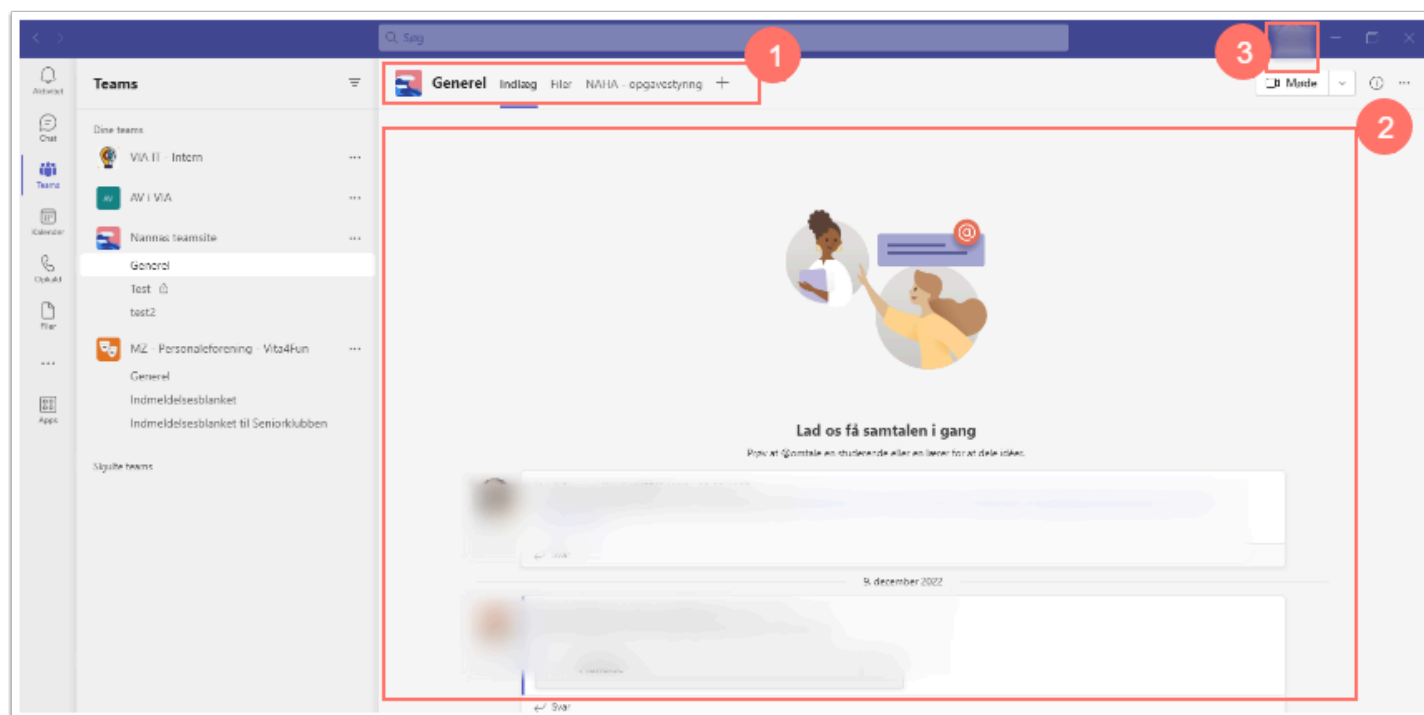 Søg
1
3
Aktivitet
Teams
Generel Indlæg Filer NAHA - opgavestyring +
Møde
2
Chat
Dine teams
VIA IT - Intern
Teams
AV
AV i VIA
Kalender
Nannas teamsite
Generel
Opkald
Test
test2
Filer
MZ - Personaleforening - Vita4Fun
Generel
Indmeldelsesblanket
Apps
Indmeldelsesblanket til Seniorklubben
Skjulte teams
@
Lad os få samtalen i gang
Prøv at @omtale en studerende eller en lærer for at dele idéer.
Svar
9. december 2022
Svar